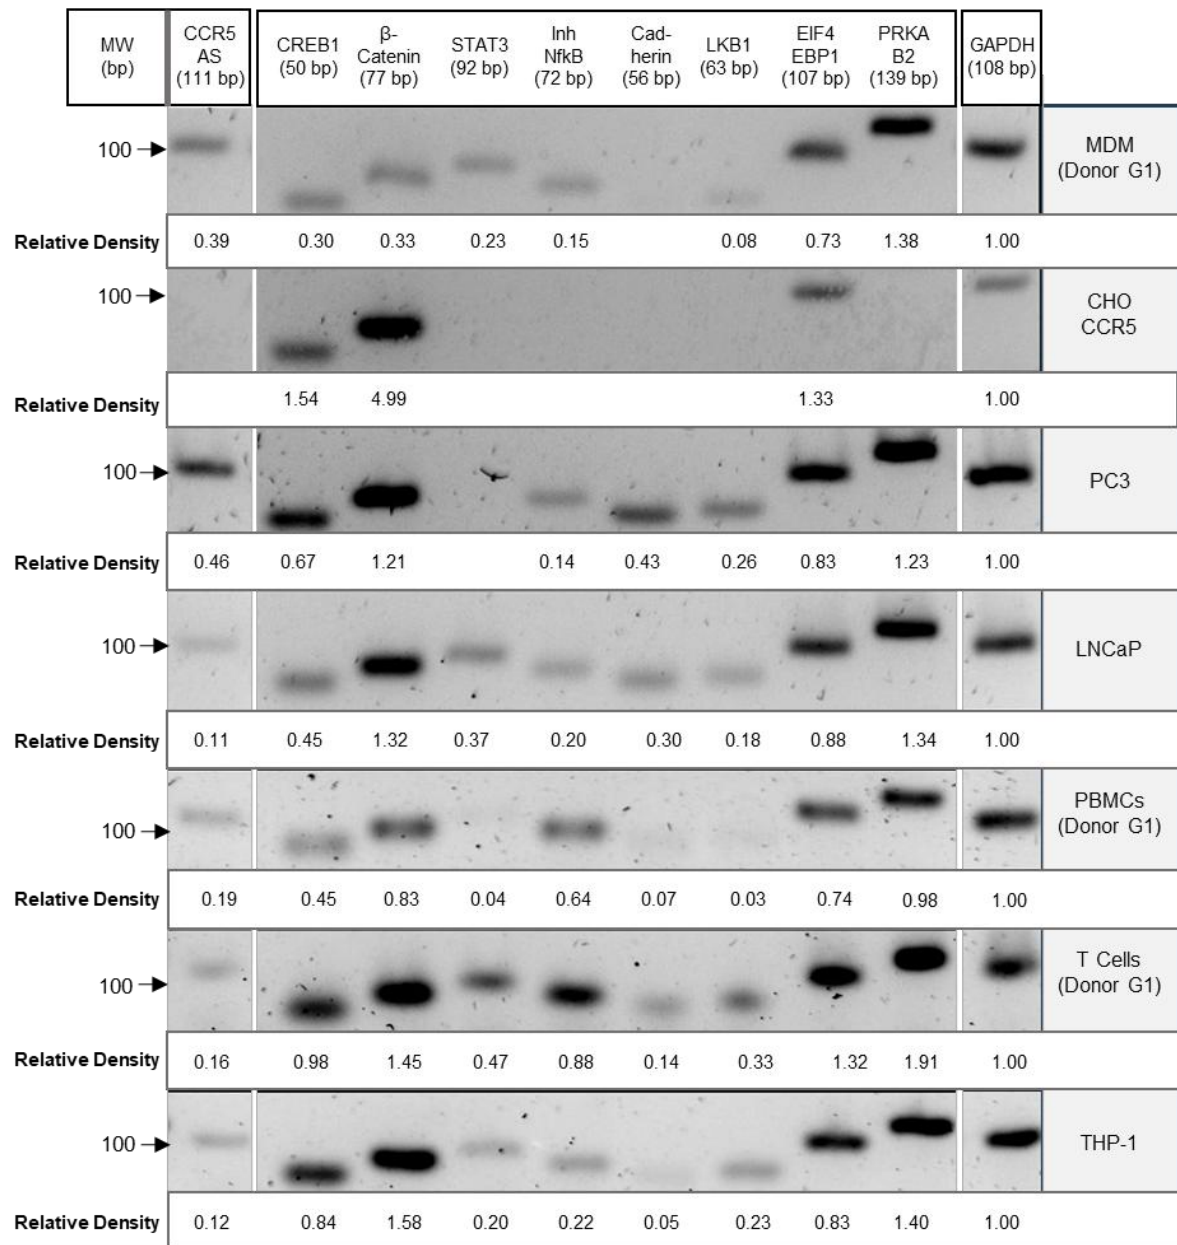 MW
(bp)
CCR5
AS
(111 bp)
CREB1
(50 bp)
β-
Catenin
(77 bp)
STAT3
(92 bp)
Inh
NfkB
(72 bp)
Cad-
herin
(56 bp)
LKB1
(63 bp)
EIF4
EBP1
(107 bp)
PRKA
B2
(139 bp)
GAPDH
(108 bp)
100
MDM
(Donor G1)
Relative Density 0.39 0.30 0.33 0.23 0.15 0.08 0.73 1.38 1.00
100
CHO
CCR5
Relative Density 1.54 4.99 1.33 1.00
100
PC3
Relative Density 0.46 0.67 1.21 0.14 0.43 0.26 0.83 1.23 1.00
100
LNCaP
Relative Density 0.11 0.45 1.32 0.37 0.20 0.30 0.18 0.88 1.34 1.00
100
PBMCs
(Donor G1)
Relative Density 0.19 0.45 0.83 0.04 0.64 0.07 0.03 0.74 0.98 1.00
100
T Cells
(Donor G1)
Relative Density 0.16 0.98 1.45 0.47 0.88 0.14 0.33 1.32 1.91 1.00
100
THP-1
Relative Density 0.12 0.84 1.58 0.20 0.22 0.05 0.23 0.83 1.40 1.00